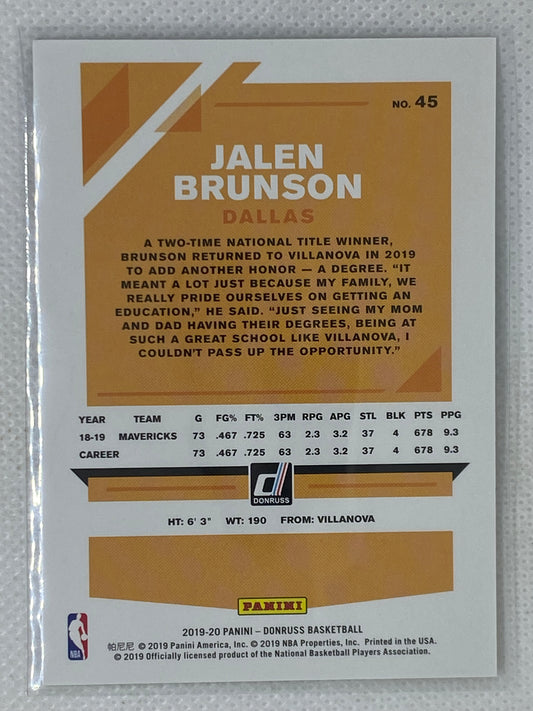 NO. 45
JALEN
BRUNSON
DALLAS
A TWO-TIME NATIONAL TITLE WINNER,
BRUNSON RETURNED TO VILLANOVA IN 2019
TO ADD ANOTHER HONOR — A DEGREE. “IT
MEANT A LOT JUST BECAUSE MY FAMILY, WE
REALLY PRIDE OURSELVES ON GETTING AN
EDUCATION,” HE SAID. “JUST SEEING MY MOM
AND DAD HAVING THEIR DEGREES, BEING AT
SUCH A GREAT SCHOOL LIKE VILLANOVA, I
COULDN’T PASS UP THE OPPORTUNITY.”
YEAR TEAM G FG% FT% 3PM RPG APG STL BLK PTS PPG
18-19 MAVERICKS 73 .467 .725 63 2.3 3.2 37 4 678 9.3
CAREER 73 .467 .725 63 2.3 3.2 37 4 678 9.3
d
DONRUSS
HT: 6' 3" WT: 190 FROM: VILLANOVA
PANINI
2019-20 PANINI – DONRUSS BASKETBALL
NBA
帕尼尼 © 2019 Panini America, Inc. © 2019 NBA Properties, Inc. Printed in the USA.
© 2019 Officially licensed product of the National Basketball Players Association.